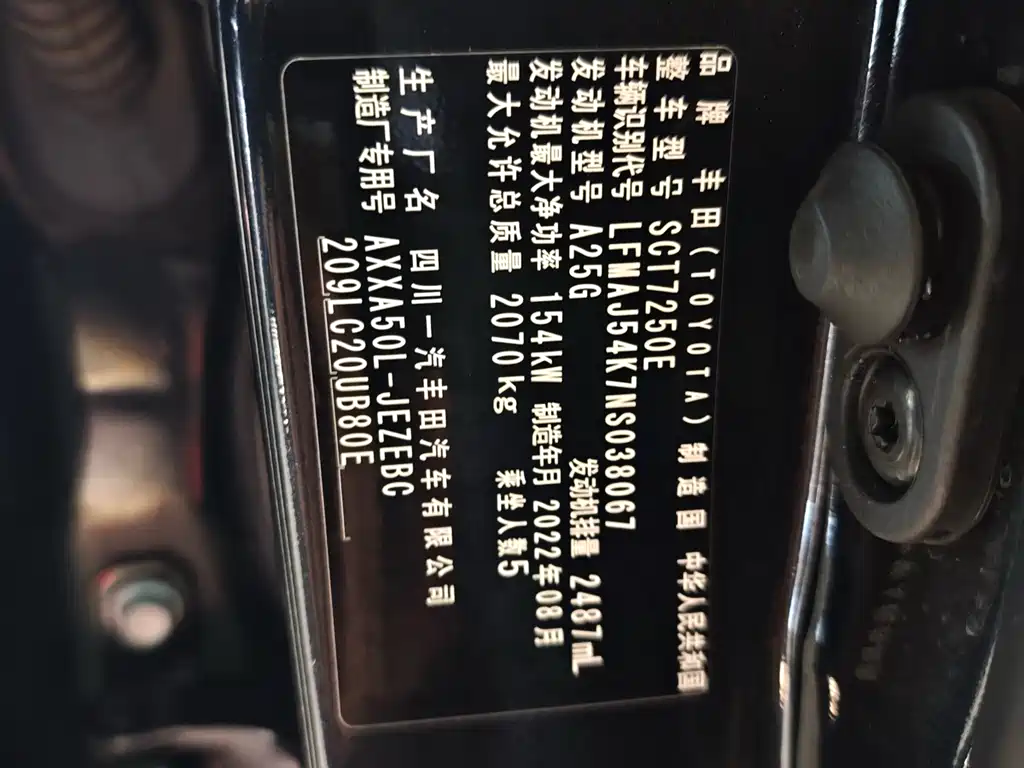 品牌 丰田(TOYOTA) 制造国 中华人民共和国
整车型号 SCT7250E
车辆识别代号 LFMAJ54K7NS038067
发动机型号 A25G 发动机排量 2487mL
发动机最大净功率 154kW 制造年月 2022年08月
最大允许总质量 2070kg 乘坐人数5
生产厂名 四川一汽丰田汽车有限公司
制造厂专用号 AXXA50L-JEZEBC
209LC20UB80E